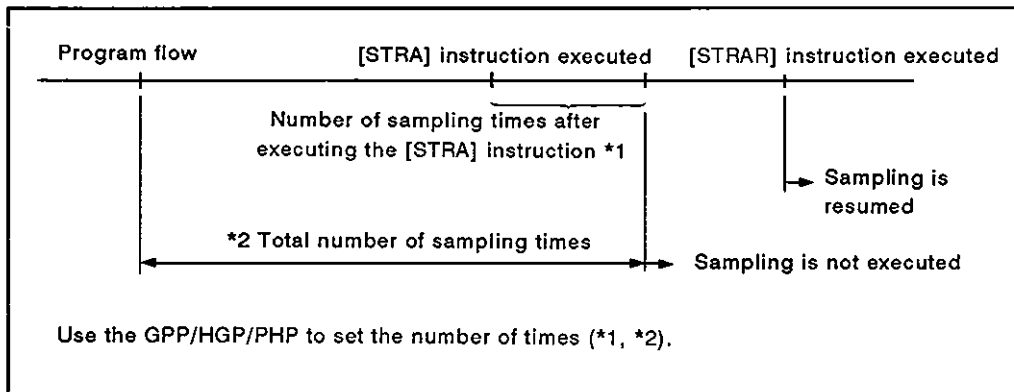 Program flow
[STRA] instruction executed
[STRAR] instruction executed
Number of sampling times after
executing the [STRA] instruction *1
Sampling is
resumed
*2 Total number of sampling times
Sampling is not executed
Use the GPP/HGP/PHP to set the number of times (*1, *2).